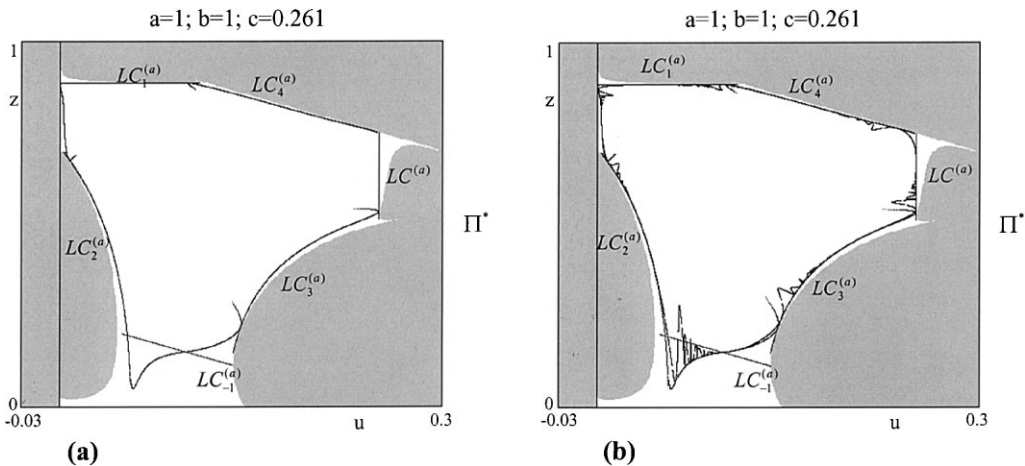 a=1; b=1; c=0.261
1
LC₁⁽ᵃ⁾
LC₄⁽ᵃ⁾
z
LC⁽ᵃ⁾
Π*
LC₂⁽ᵃ⁾
LC₃⁽ᵃ⁾
LC₋₁⁽ᵃ⁾
0
-0.03
u
0.3
(a)
a=1; b=1; c=0.261
1
LC₁⁽ᵃ⁾
LC₄⁽ᵃ⁾
z
LC⁽ᵃ⁾
Π*
LC₂⁽ᵃ⁾
LC₃⁽ᵃ⁾
LC₋₁⁽ᵃ⁾
0
-0.03
u
0.3
(b)